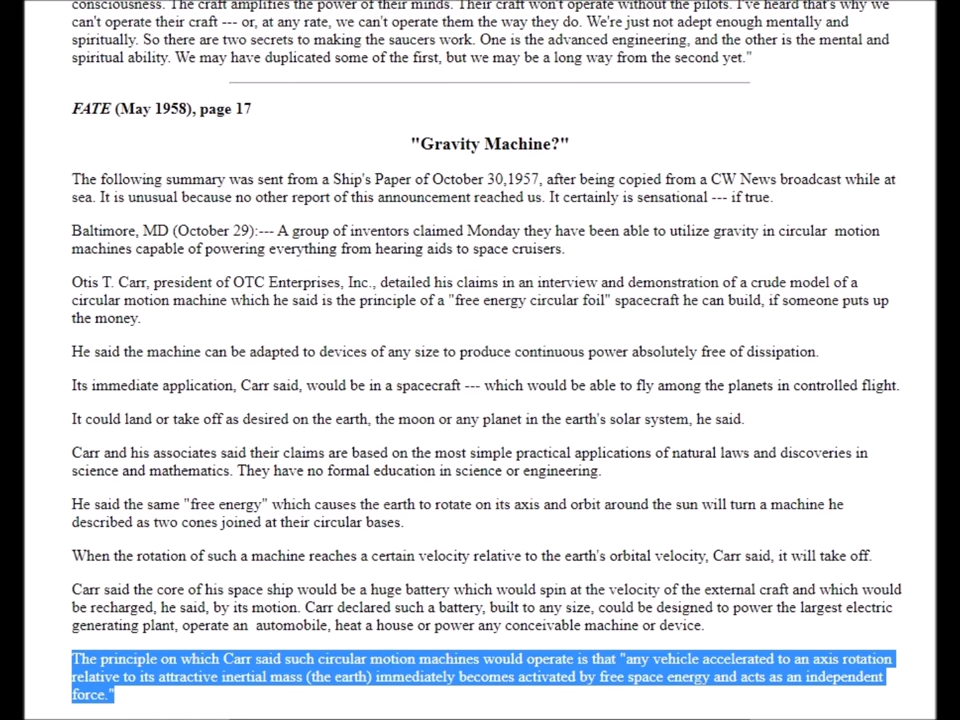 consciousness. The craft amplifies the power of their minds. Their craft won't operate without the pilots. I've heard that's why we
can't operate their craft --- or, at any rate, we can't operate them the way they do. We're just not adept enough mentally and
spiritually. So there are two secrets to making the saucers work. One is the advanced engineering, and the other is the mental and
spiritual ability. We may have duplicated some of the first, but we may be a long way from the second yet."
FATE (May 1958), page 17
"Gravity Machine?"
The following summary was sent from a Ship's Paper of October 30,1957, after being copied from a CW News broadcast while at
sea. It is unusual because no other report of this announcement reached us. It certainly is sensational --- if true.
Baltimore, MD (October 29):--- A group of inventors claimed Monday they have been able to utilize gravity in circular motion
machines capable of powering everything from hearing aids to space cruisers.
Otis T. Carr, president of OTC Enterprises, Inc., detailed his claims in an interview and demonstration of a crude model of a
circular motion machine which he said is the principle of a "free energy circular foil" spacecraft he can build, if someone puts up
the money.
He said the machine can be adapted to devices of any size to produce continuous power absolutely free of dissipation.
Its immediate application, Carr said, would be in a spacecraft --- which would be able to fly among the planets in controlled flight.
It could land or take off as desired on the earth, the moon or any planet in the earth's solar system, he said.
Carr and his associates said their claims are based on the most simple practical applications of natural laws and discoveries in
science and mathematics. They have no formal education in science or engineering.
He said the same "free energy" which causes the earth to rotate on its axis and orbit around the sun will turn a machine he
described as two cones joined at their circular bases.
When the rotation of such a machine reaches a certain velocity relative to the earth's orbital velocity, Carr said, it will take off.
Carr said the core of his space ship would be a huge battery which would spin at the velocity of the external craft and which would
be recharged, he said, by its motion. Carr declared such a battery, built to any size, could be designed to power the largest electric
generating plant, operate an automobile, heat a house or power any conceivable machine or device.
The principle on which Carr said such circular motion machines would operate is that "any vehicle accelerated to an axis rotation
relative to its attractive inertial mass (the earth) immediately becomes activated by free space energy and acts as an independent
force."